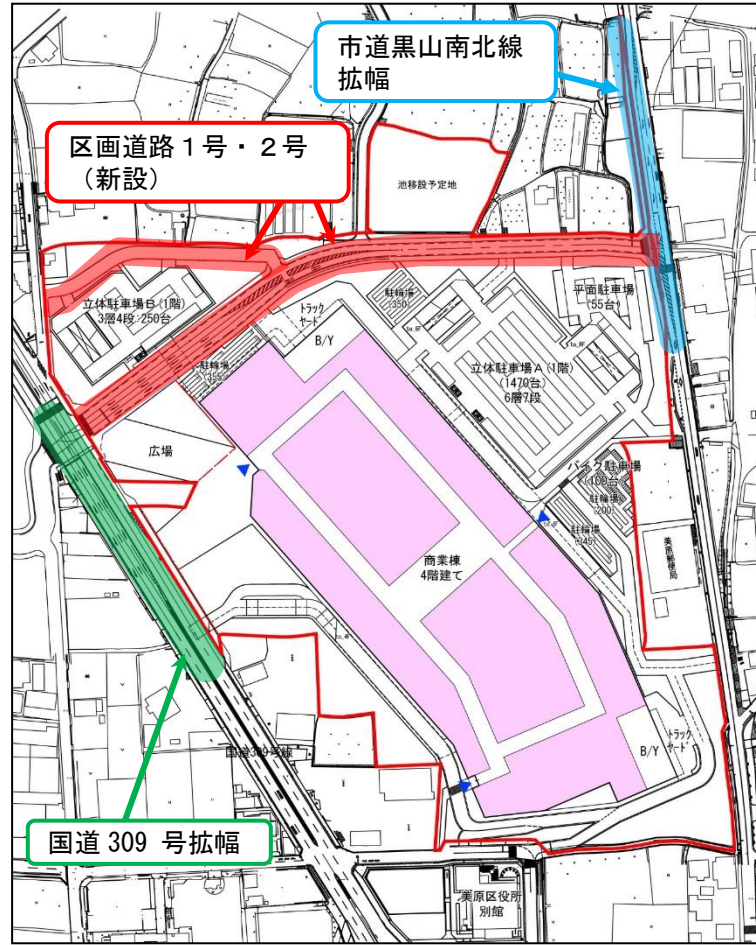 市道黒山南北線
拡幅
区画道路１号・２号
（新設）
池移設予定地
立体駐車場B(1階)
3層4段:250台
トラック
ヤード
B/Y
駐輪場
(350)
平面駐車場
(55台)
駐輪場
(355)
立体駐車場A(1階)
(1470台)
6層7段
広場
バイク駐車場
(100台)
駐輪場
(200)
駐輪場
(345)
美原郵便局
商業棟
4階建て
トラック
ヤード
B/Y
国道309号線
国道309 号拡幅
美原区役所
別館